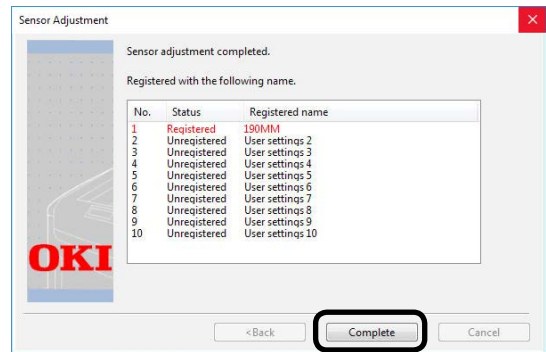 Sensor Adjustment
Sensor adjustment completed.
Registered with the following name.
No. Status Registered name
1 Registered 190MM
2 Unregistered User settings 2
3 Unregistered User settings 3
4 Unregistered User settings 4
5 Unregistered User settings 5
6 Unregistered User settings 6
7 Unregistered User settings 7
8 Unregistered User settings 8
9 Unregistered User settings 9
10 Unregistered User settings 10
OKI
<Back Complete Cancel